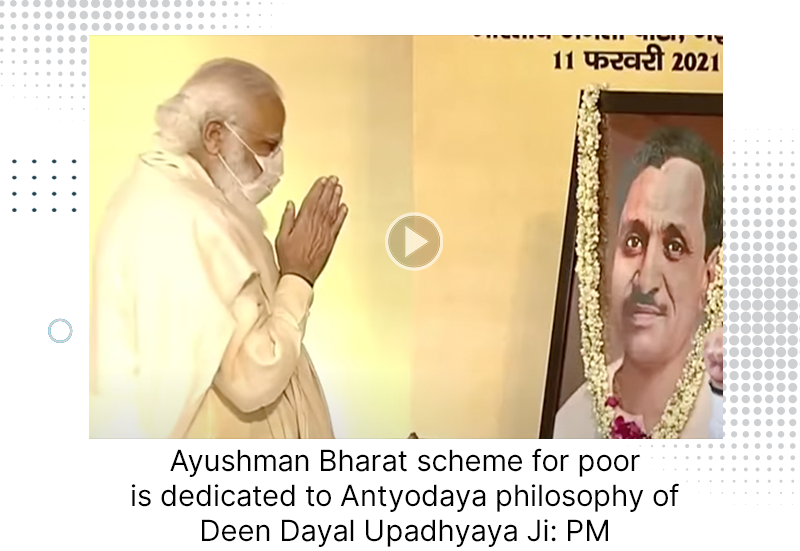 11 फरवरी 2021
Ayushman Bharat scheme for poor
is dedicated to Antyodaya philosophy of
Deen Dayal Upadhyaya Ji: PM